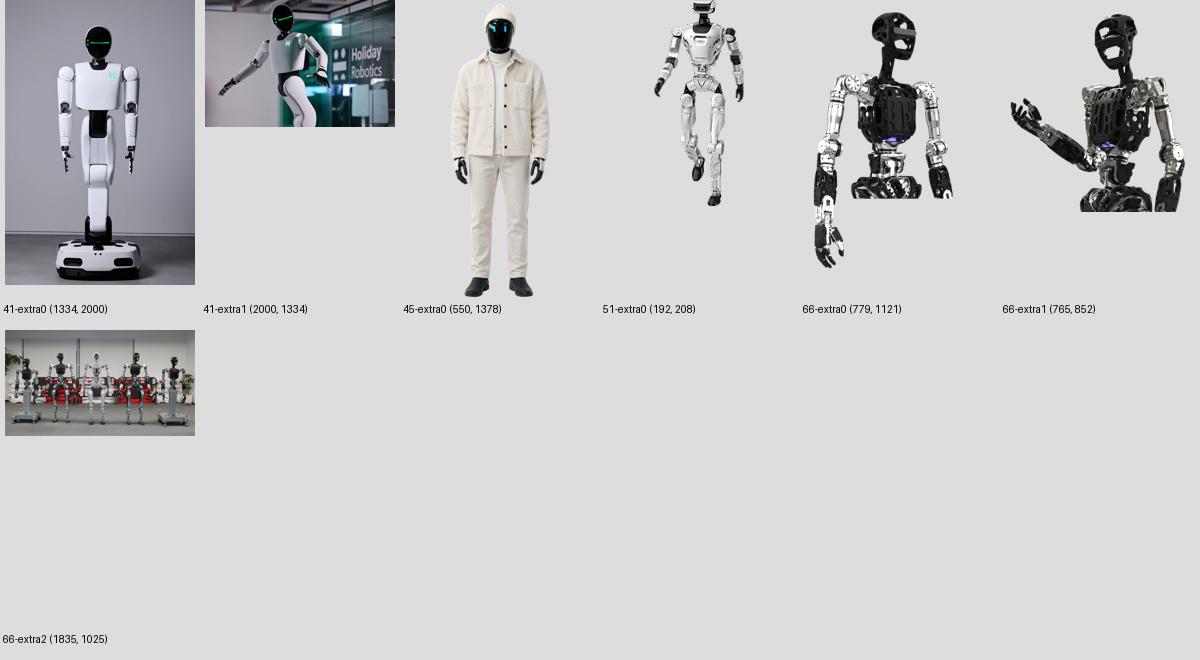 Holiday
Robotics
41-extra0 (1334, 2000)
41-extra1 (2000, 1334)
45-extra0 (550, 1378)
51-extra0 (192, 208)
66-extra0 (779, 1121)
66-extra1 (765, 852)
66-extra2 (1835, 1025)